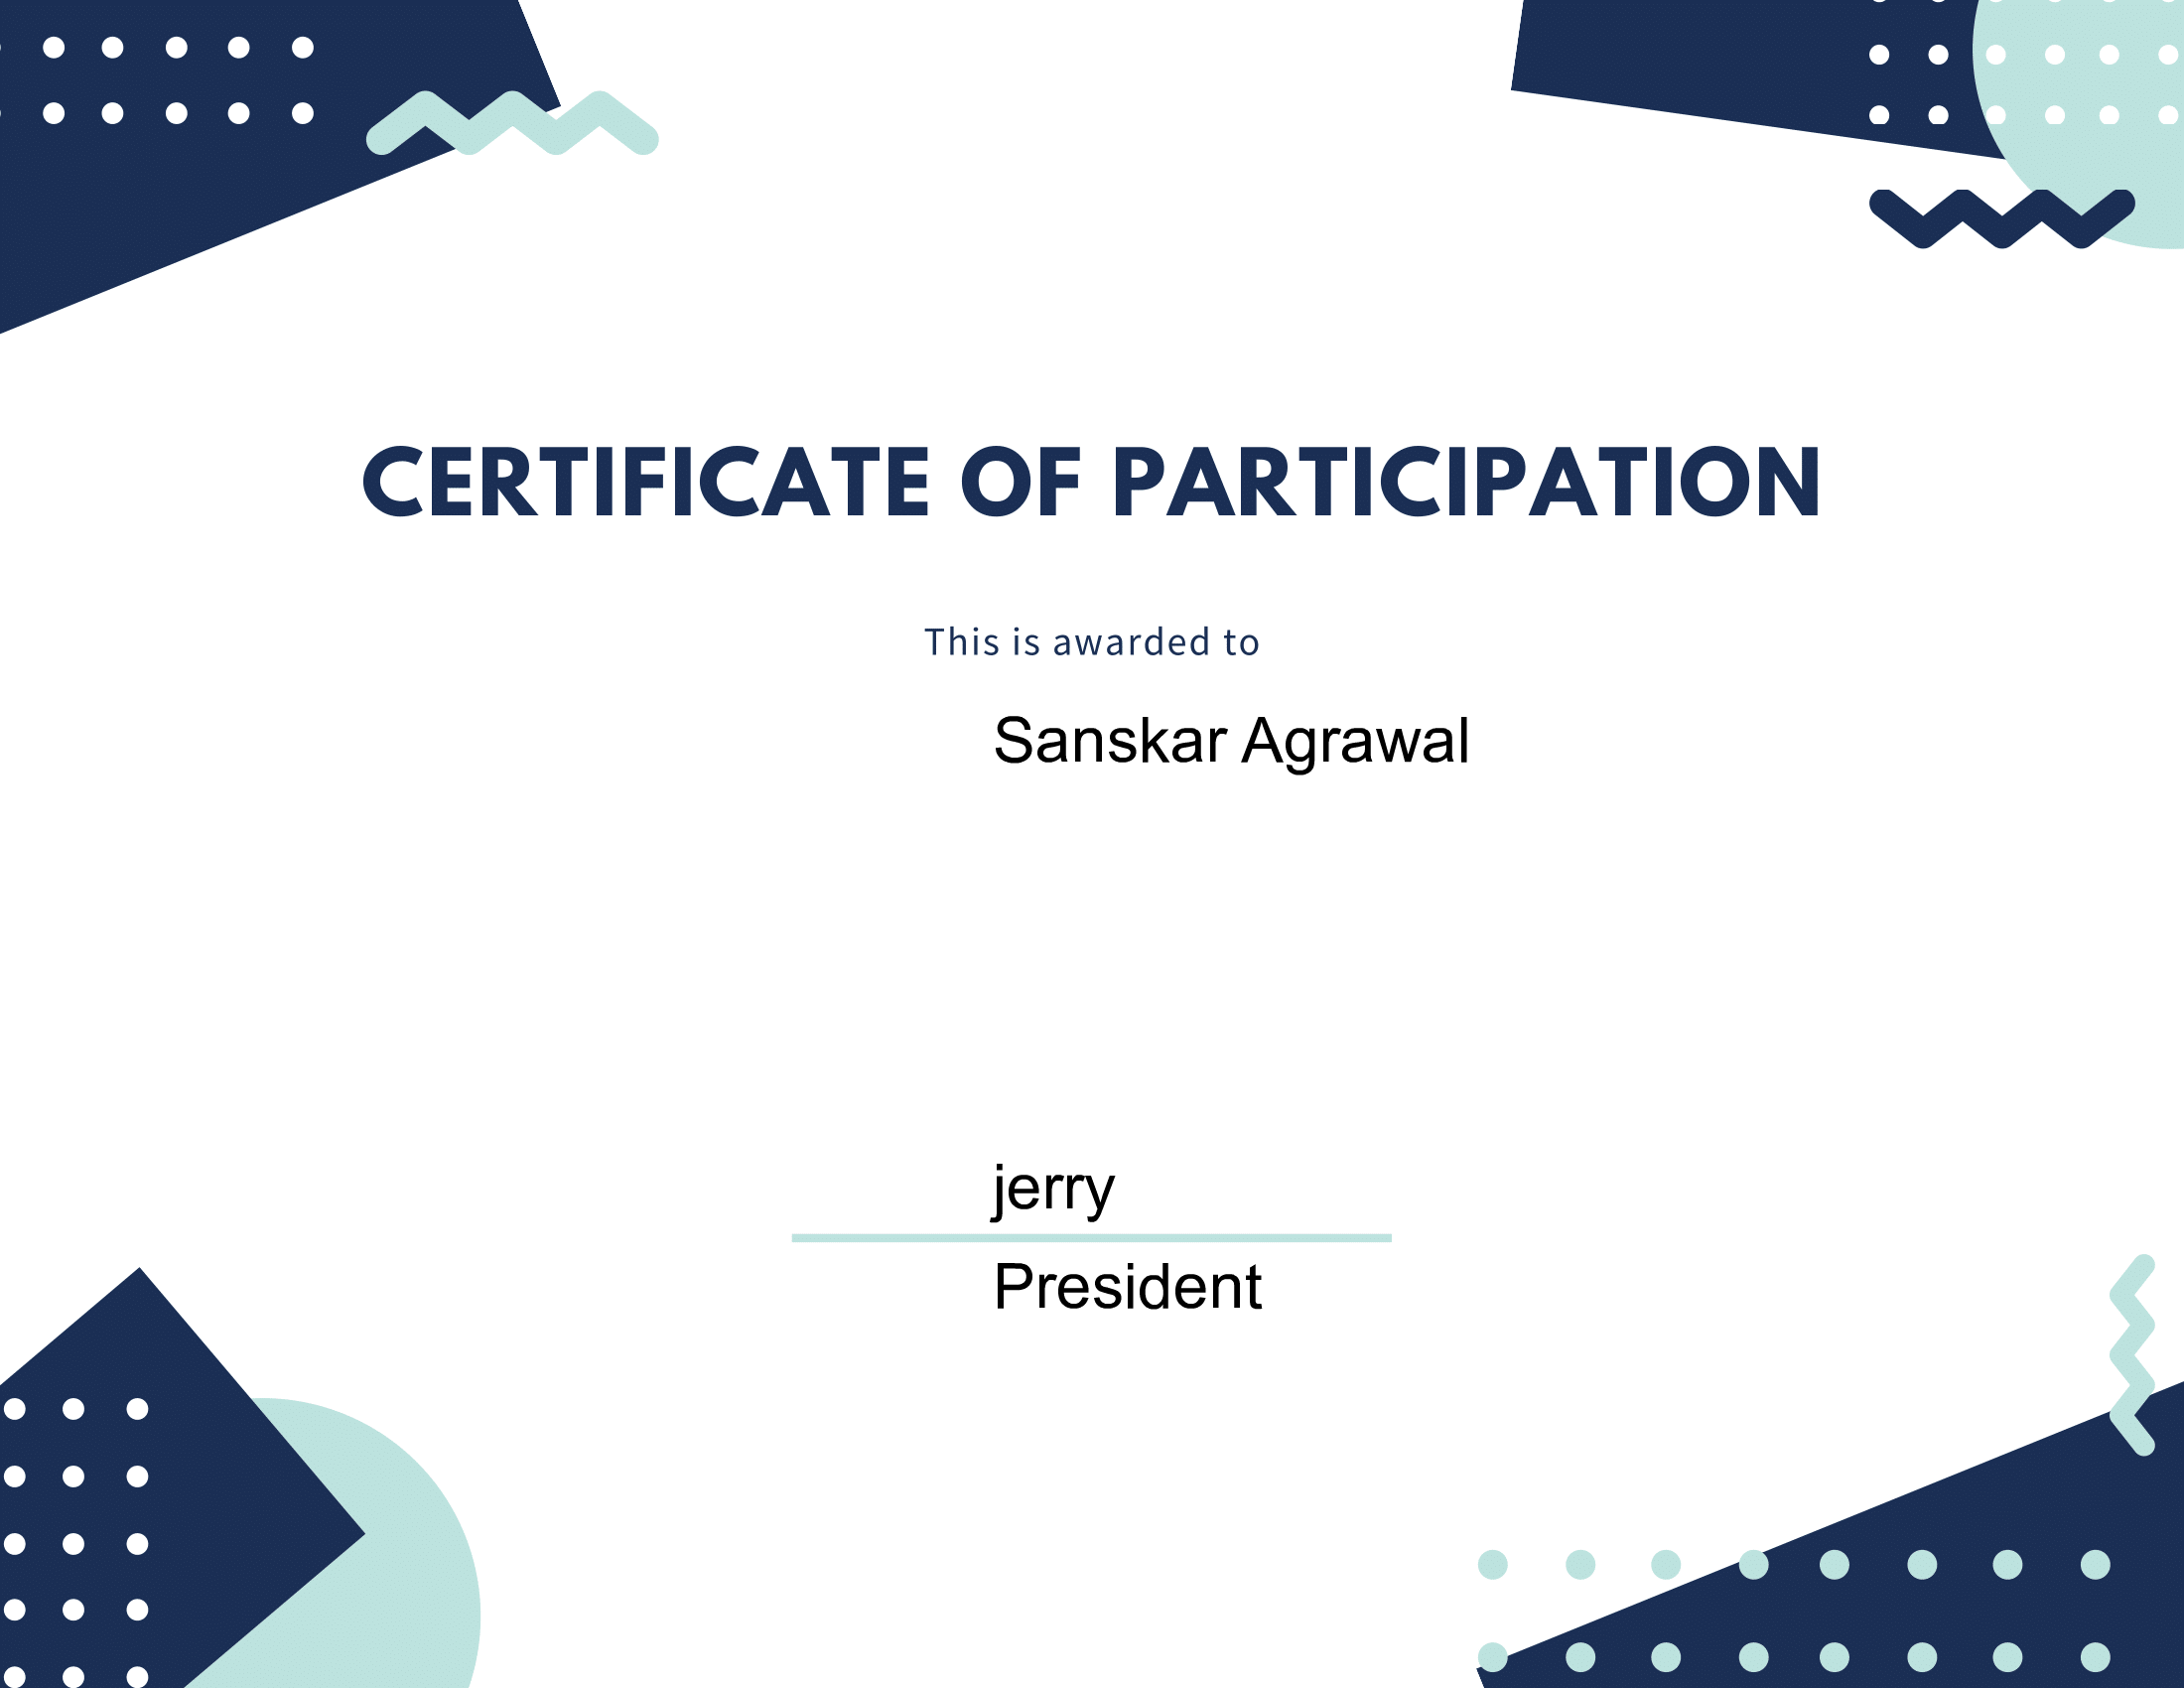 CERTIFICATE OF PARTICIPATION
This is awarded to
Sanskar Agrawal
jerry
President